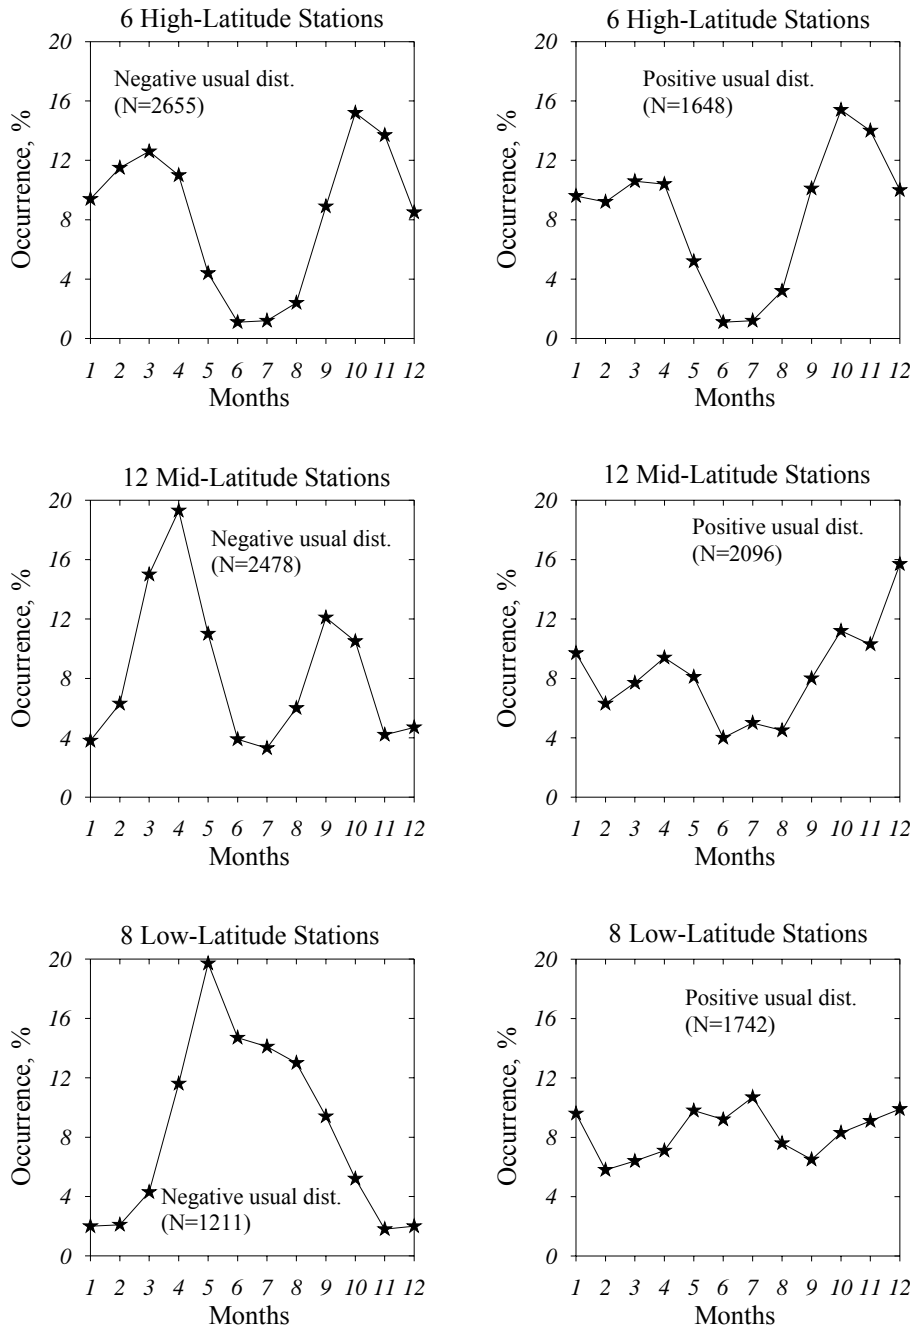 6 High-Latitude Stations
20
16
12
8
4
0
Occurrence, %
Negative usual dist.
(N=2655)
1 2 3 4 5 6 7 8 9 10 11 12
Months
6 High-Latitude Stations
20
16
12
8
4
0
Occurrence, %
Positive usual dist.
(N=1648)
1 2 3 4 5 6 7 8 9 10 11 12
Months
12 Mid-Latitude Stations
20
16
12
8
4
0
Occurrence, %
Negative usual dist.
(N=2478)
1 2 3 4 5 6 7 8 9 10 11 12
Months
12 Mid-Latitude Stations
20
16
12
8
4
0
Occurrence, %
Positive usual dist.
(N=2096)
1 2 3 4 5 6 7 8 9 10 11 12
Months
8 Low-Latitude Stations
20
16
12
8
4
0
Occurrence, %
Negative usual dist.
(N=1211)
1 2 3 4 5 6 7 8 9 10 11 12
Months
8 Low-Latitude Stations
20
16
12
8
4
0
Occurrence, %
Positive usual dist.
(N=1742)
1 2 3 4 5 6 7 8 9 10 11 12
Months